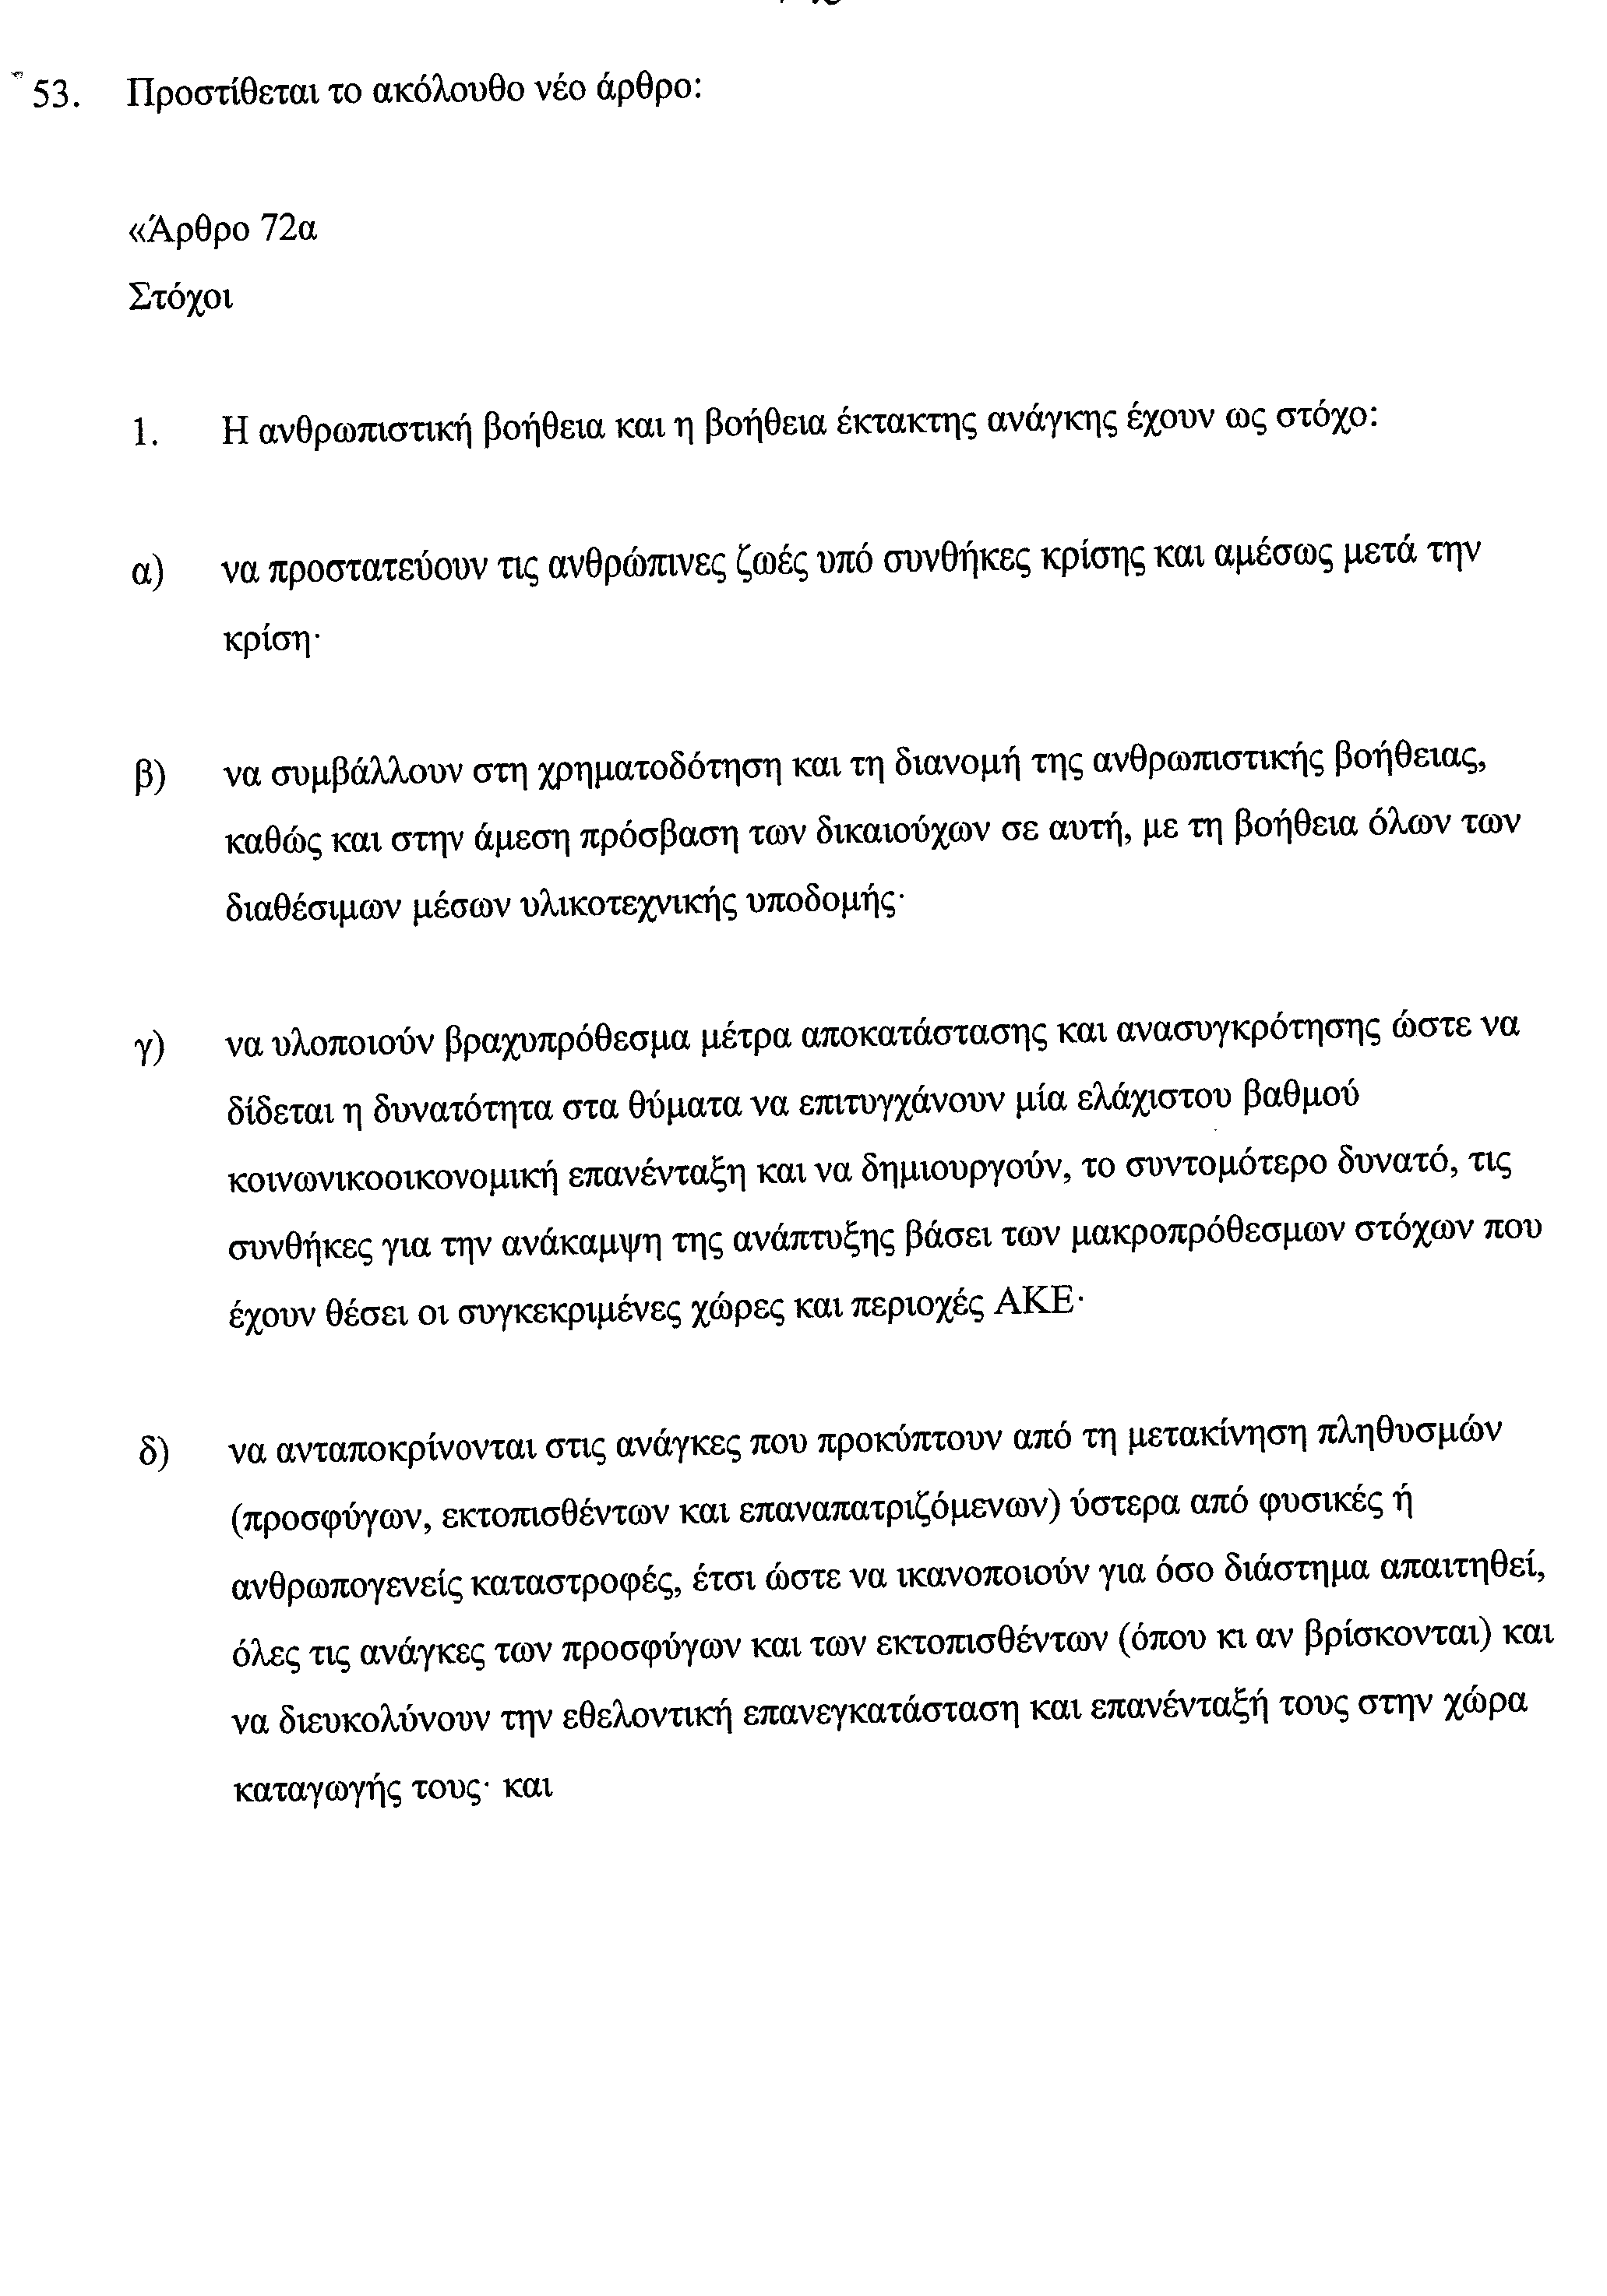 53. Προστίθεται το ακόλουθο νέο άρθρο:
«Άρθρο 72α
Στόχοι
1. Η ανθρωπιστική βοήθεια και η βοήθεια έκτακτης ανάγκης έχουν ως στόχο:
α) να προστατεύουν τις ανθρώπινες ζωές υπό συνθήκες κρίσης και αμέσως μετά την
κρίση·
β) να συμβάλλουν στη χρηματοδότηση και τη διανομή της ανθρωπιστικής βοήθειας,
καθώς και στην άμεση πρόσβαση των δικαιούχων σε αυτή, με τη βοήθεια όλων των
διαθέσιμων μέσων υλικοτεχνικής υποδομής·
γ) να υλοποιούν βραχυπρόθεσμα μέτρα αποκατάστασης και ανασυγκρότησης ώστε να
δίδεται η δυνατότητα στα θύματα να επιτυγχάνουν μία ελάχιστου βαθμού
κοινωνικοοικονομική επανένταξη και να δημιουργούν, το συντομότερο δυνατό, τις
συνθήκες για την ανάκαμψη της ανάπτυξης βάσει των μακροπρόθεσμων στόχων που
έχουν θέσει οι συγκεκριμένες χώρες και περιοχές ΑΚΕ·
δ) να ανταποκρίνονται στις ανάγκες που προκύπτουν από τη μετακίνηση πληθυσμών
(προσφύγων, εκτοπισθέντων και επαναπατριζόμενων) ύστερα από φυσικές ή
ανθρωπογενείς καταστροφές, έτσι ώστε να ικανοποιούν για όσο διάστημα απαιτηθεί,
όλες τις ανάγκες των προσφύγων και των εκτοπισθέντων (όπου κι αν βρίσκονται) και
να διευκολύνουν την εθελοντική επανεγκατάσταση και επανένταξή τους στην χώρα
καταγωγής τους· και